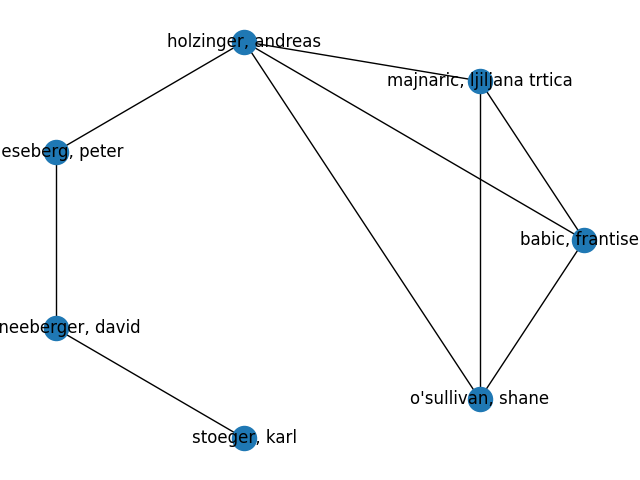 holzinger, andreas
majnaric, ljiljana trtica
eseberg, peter
babic, frantise
neeberger, david
o'sullivan, shane
stoeger, karl